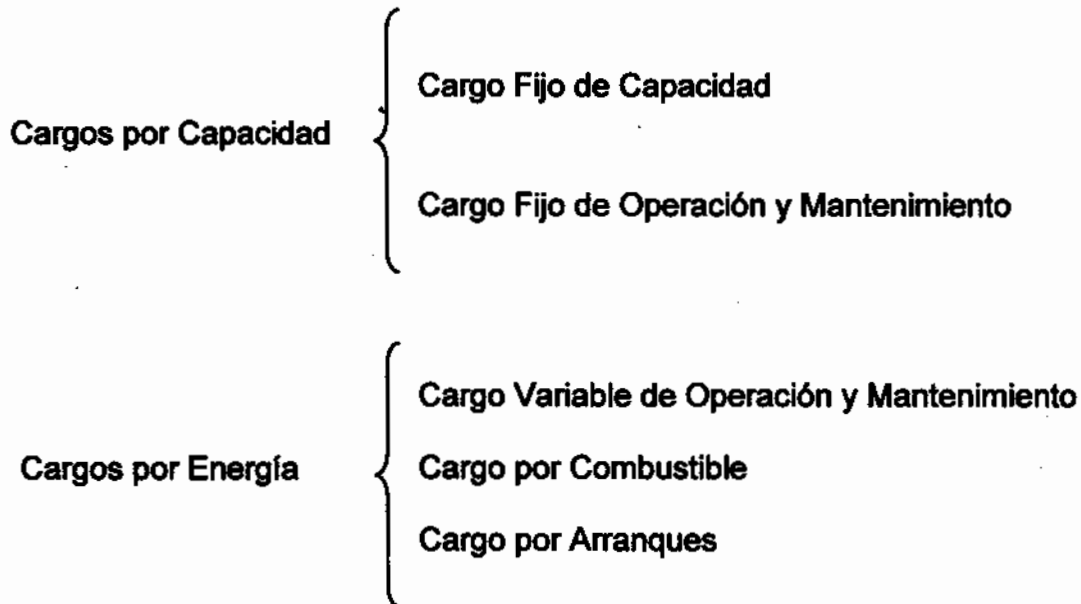 Cargos por Capacidad
Cargo Fijo de Capacidad
Cargo Fijo de Operación y Mantenimiento
Cargos por Energía
Cargo Variable de Operación y Mantenimiento
Cargo por Combustible
Cargo por Arranques